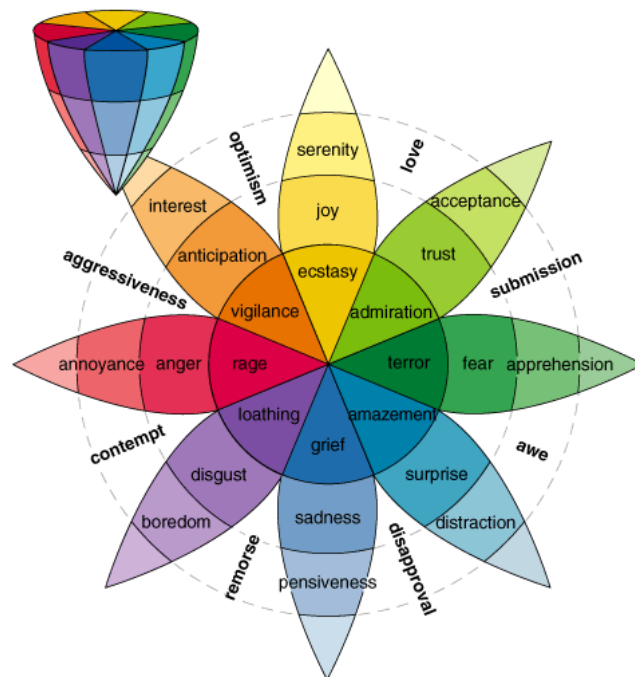 optimism
love
serenity
interest
joy
acceptance
anticipation
trust
aggressiveness
ecstasy
submission
vigilance
admiration
annoyance
anger
rage
terror
fear
apprehension
loathing
amazement
contempt
grief
awe
disgust
surprise
boredom
sadness
distraction
remorse
pensiveness
disapproval